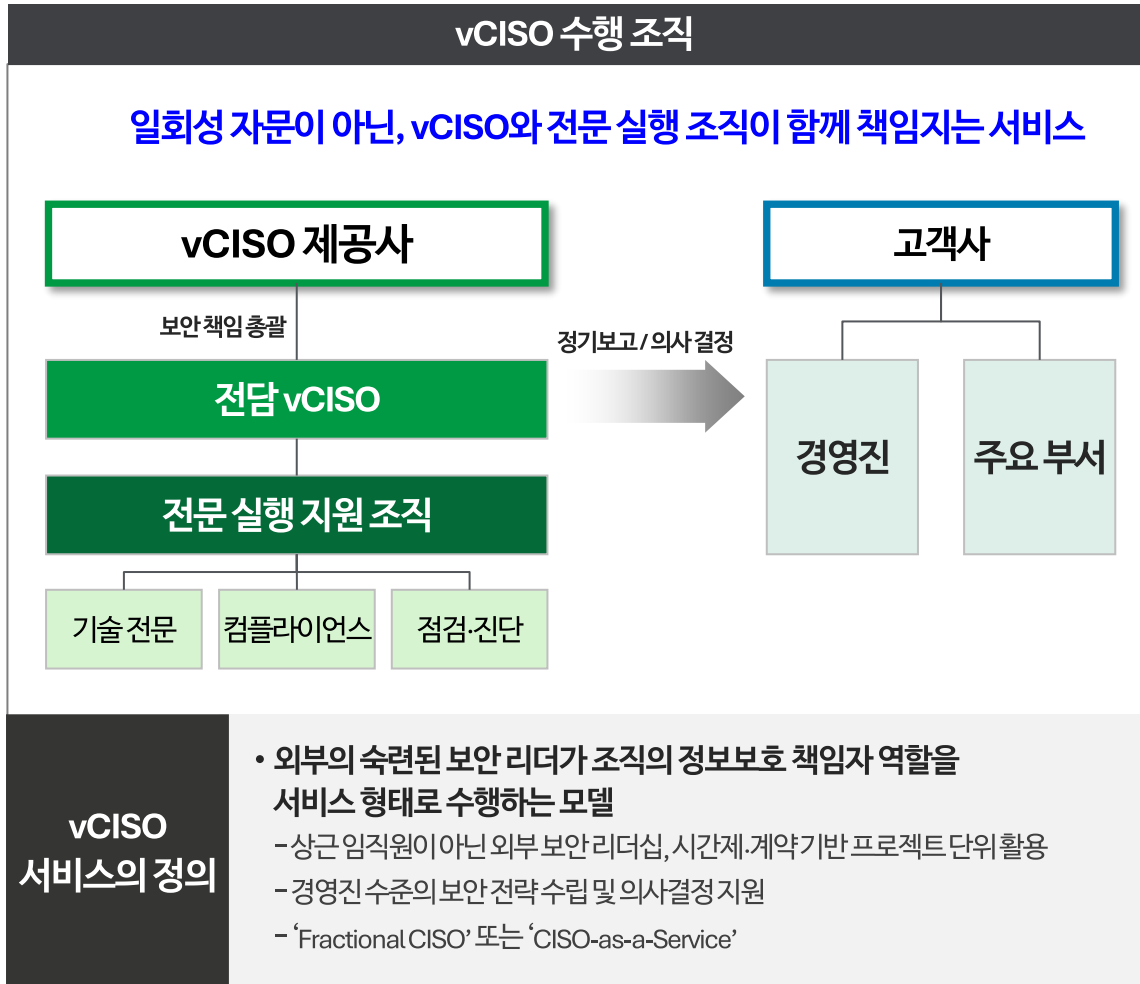 vCISO 수행 조직
일회성 자문이 아닌, vCISO와 전문 실행 조직이 함께 책임지는 서비스
vCISO 제공사
고객사
보안 책임 총괄
정기보고 / 의사 결정
전담 vCISO
경영진
주요 부서
전문 실행 지원 조직
기술 전문
컴플라이언스
점검·진단
vCISO
서비스의 정의
• 외부의 숙련된 보안 리더가 조직의 정보보호 책임자 역할을
서비스 형태로 수행하는 모델
– 상근 임직원이 아닌 외부 보안 리더십, 시간제·계약 기반 프로젝트 단위 활용
– 경영진 수준의 보안 전략 수립 및 의사결정 지원
– ‘Fractional CISO’ 또는 ‘CISO-as-a-Service’